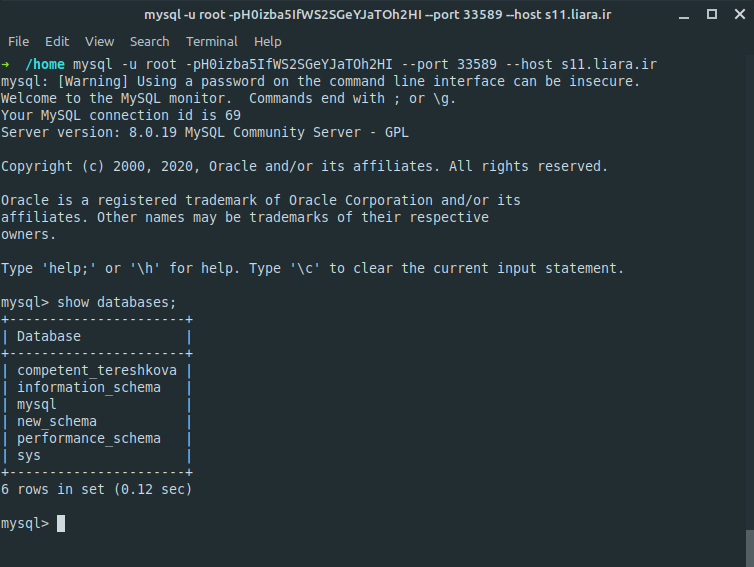 mysql -u root -pH0izba5IfWS2SGeYJaTOh2HI --port 33589 --host s11.liara.ir
File Edit View Search Terminal Help
➜  /home mysql -u root -pH0izba5IfWS2SGeYJaTOh2HI --port 33589 --host s11.liara.ir
mysql: [Warning] Using a password on the command line interface can be insecure.
Welcome to the MySQL monitor.  Commands end with ; or \g.
Your MySQL connection id is 69
Server version: 8.0.19 MySQL Community Server - GPL

Copyright (c) 2000, 2020, Oracle and/or its affiliates. All rights reserved.

Oracle is a registered trademark of Oracle Corporation and/or its
affiliates. Other names may be trademarks of their respective
owners.

Type 'help;' or '\h' for help. Type '\c' to clear the current input statement.

mysql> show databases;
+----------------------+
| Database             |
+----------------------+
| competent_tereshkova |
| information_schema   |
| mysql                |
| new_schema           |
| performance_schema   |
| sys                  |
+----------------------+
6 rows in set (0.12 sec)

mysql>